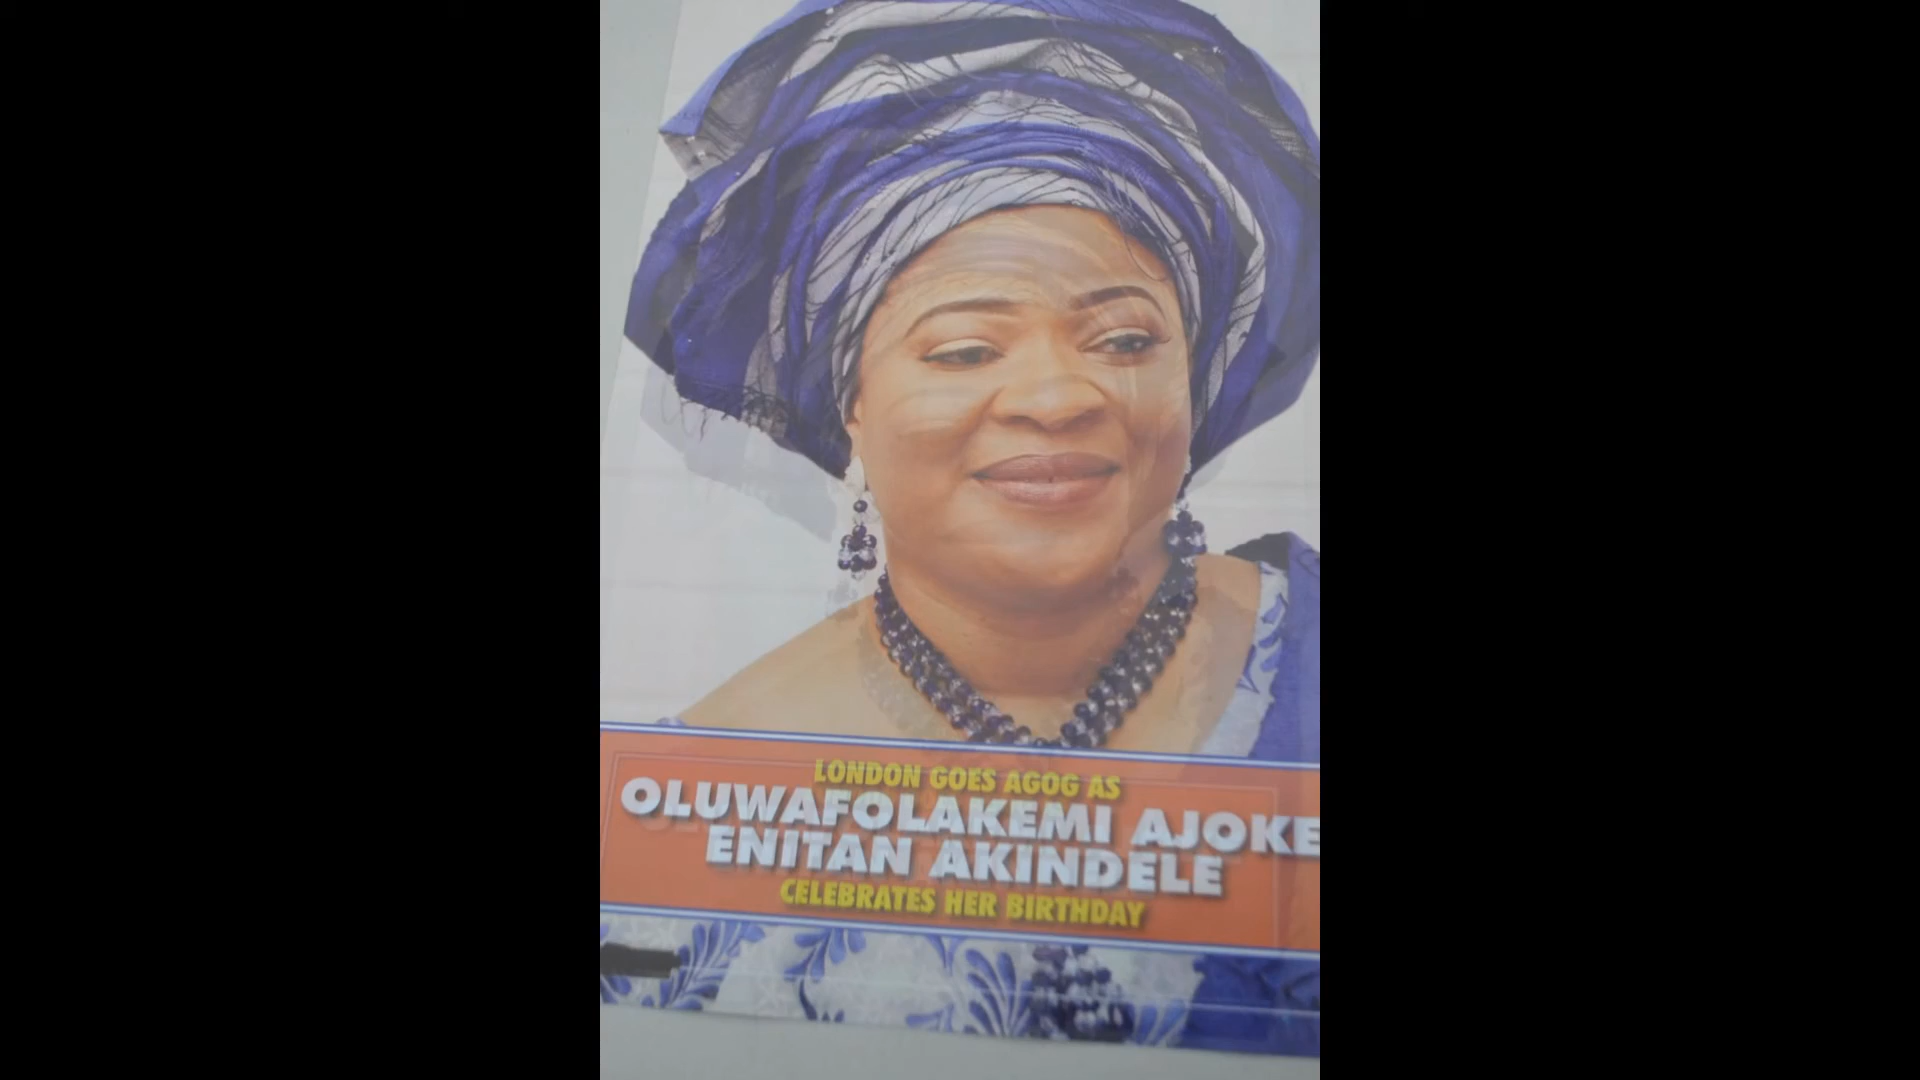 LONDON GOES AGOG AS
OLUWAFOLAKEMI AJOKE
ENITAN AKINDELE
CELEBRATES HER BIRTHDAY